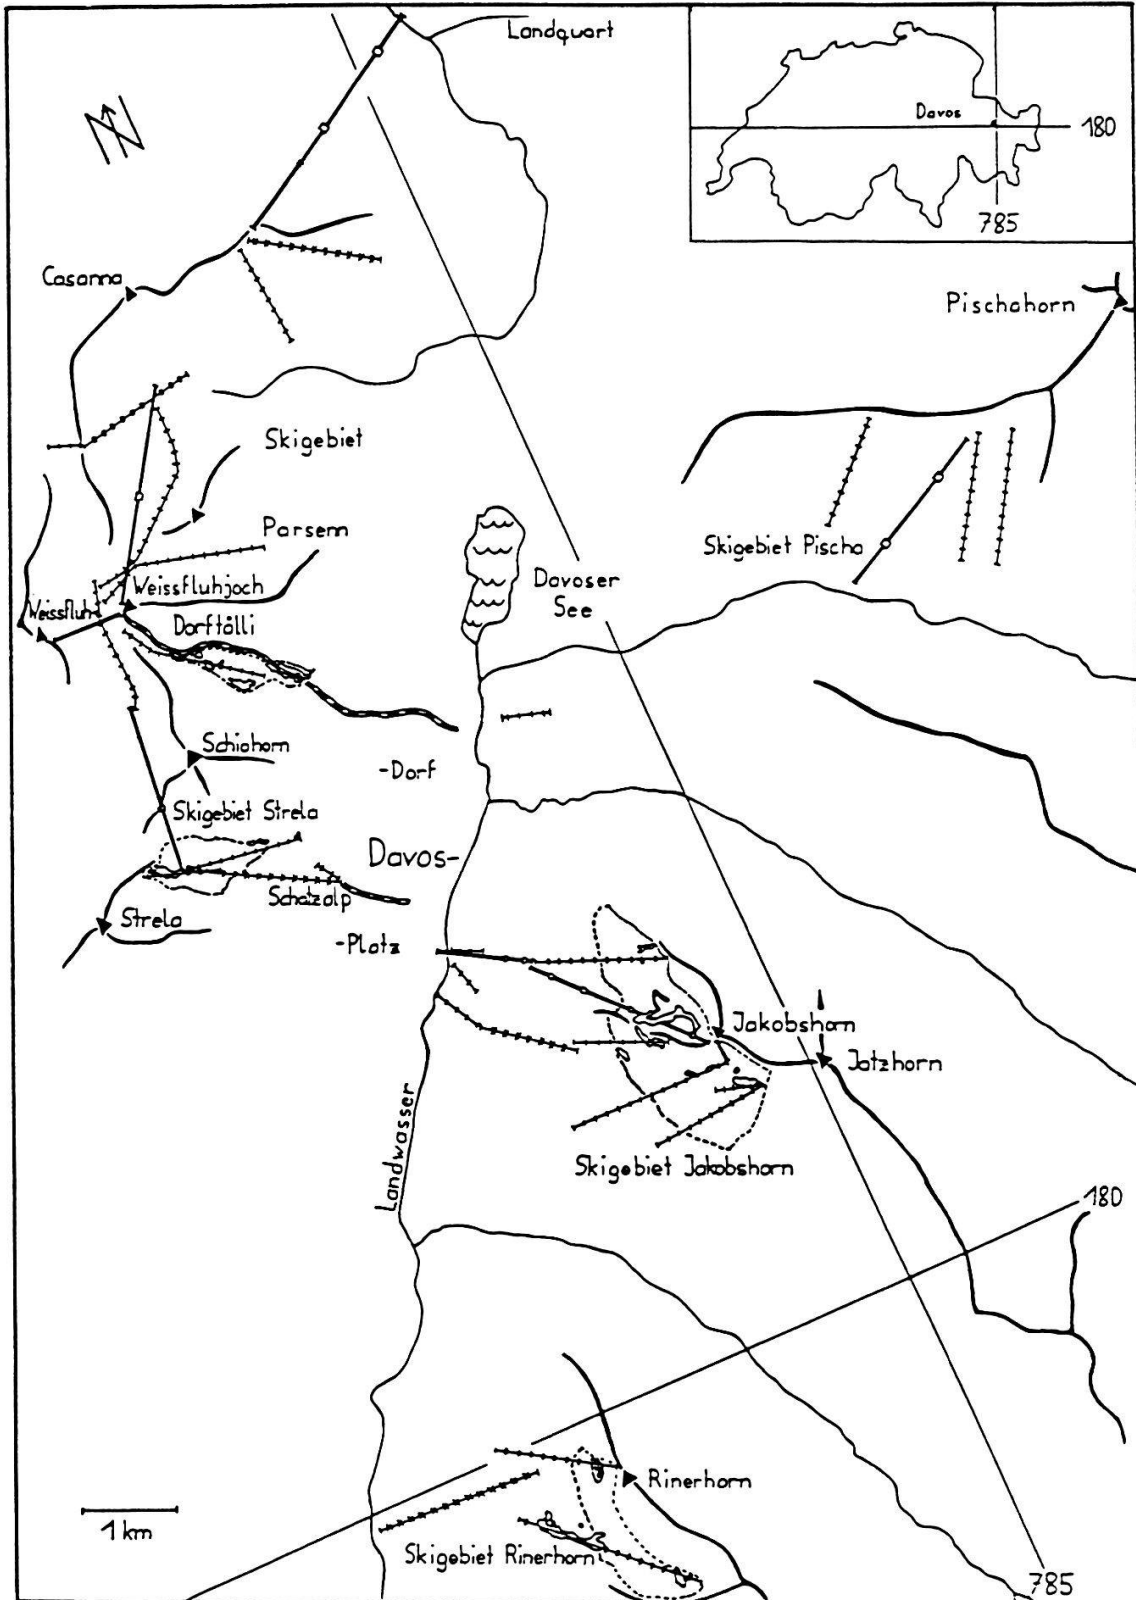 Landquart
N
Davos
180
785
Casanna
Pischahorn
Skigebiet
Parsenn
Skigebiet Pischa
Davoser
See
Weissfluhjoch
Weissfluh
Dorftälli
Schiahorn
-Dorf
Skigebiet Strela
Davos-
Schatzalp
Strela
-Platz
Jakobshorn
Jatzhorn
Landwasser
Skigebiet Jakobshorn
180
Rinerhorn
1 km
Skigebiet Rinerhorn
785